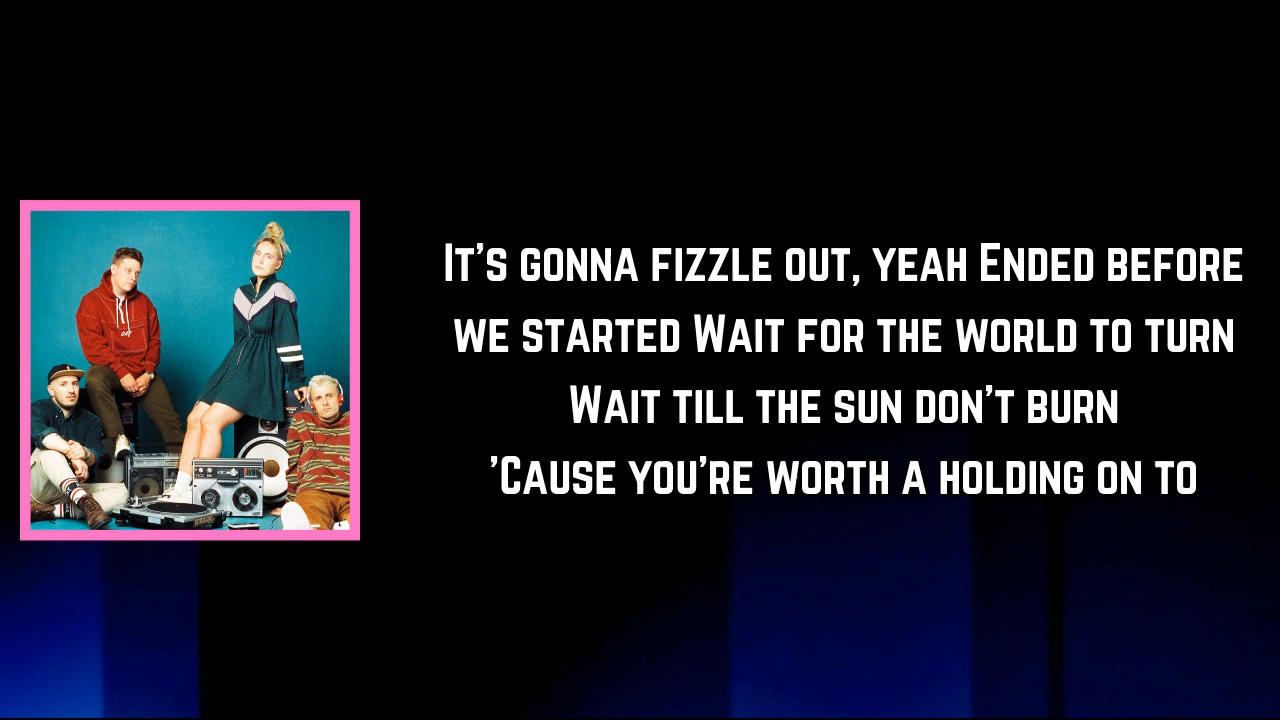 It's gonna fizzle out, yeah Ended before
we started Wait for the world to turn
Wait till the sun don't burn
'Cause you're worth a holding on to